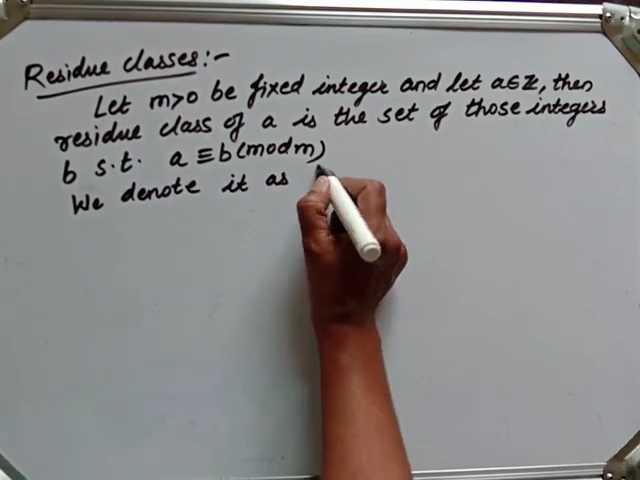 Residue classes:-
Let m>0 be fixed integer and let a∈ℤ, then
residue class of a is the set of those integers
b s.t. a ≡ b (mod m)
We denote it as